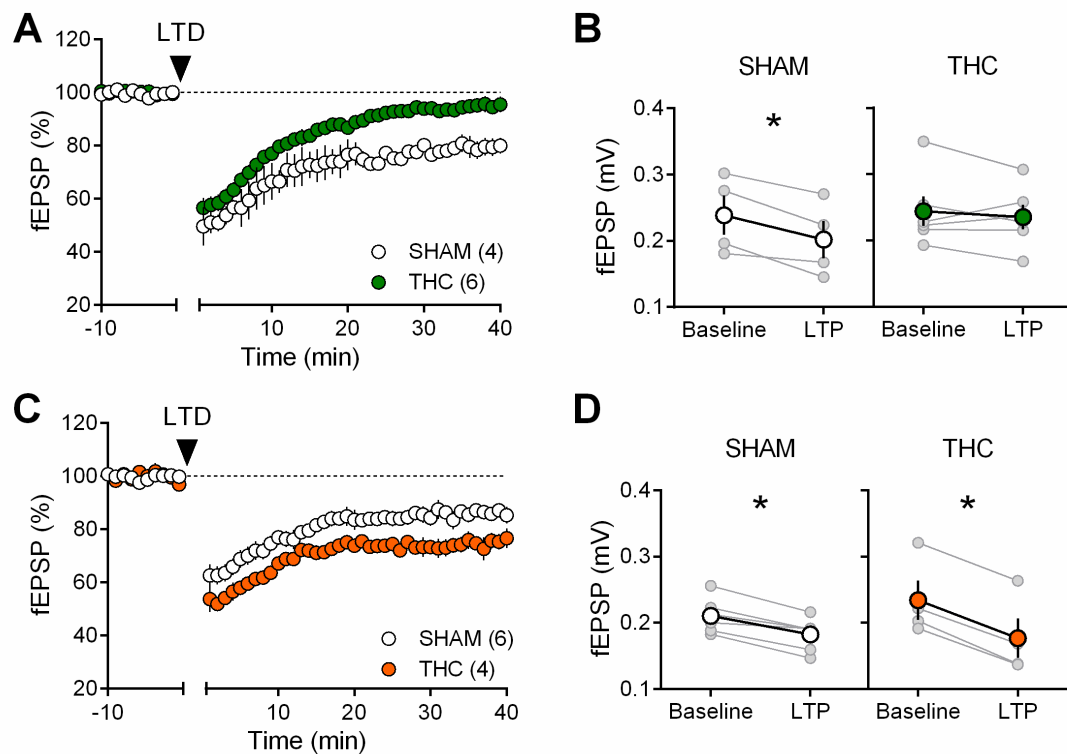 A
LTD
120
100
80
60
40
20
fEPSP (%)
SHAM (4)
THC (6)
-10
10
20
30
40
Time (min)
B
SHAM
THC
*
0.4
0.3
0.2
0.1
fEPSP (mV)
Baseline
LTP
Baseline
LTP
C
LTD
120
100
80
60
40
20
fEPSP (%)
SHAM (6)
THC (4)
-10
10
20
30
40
Time (min)
D
SHAM
THC
*
*
0.4
0.3
0.2
0.1
fEPSP (mV)
Baseline
LTP
Baseline
LTP